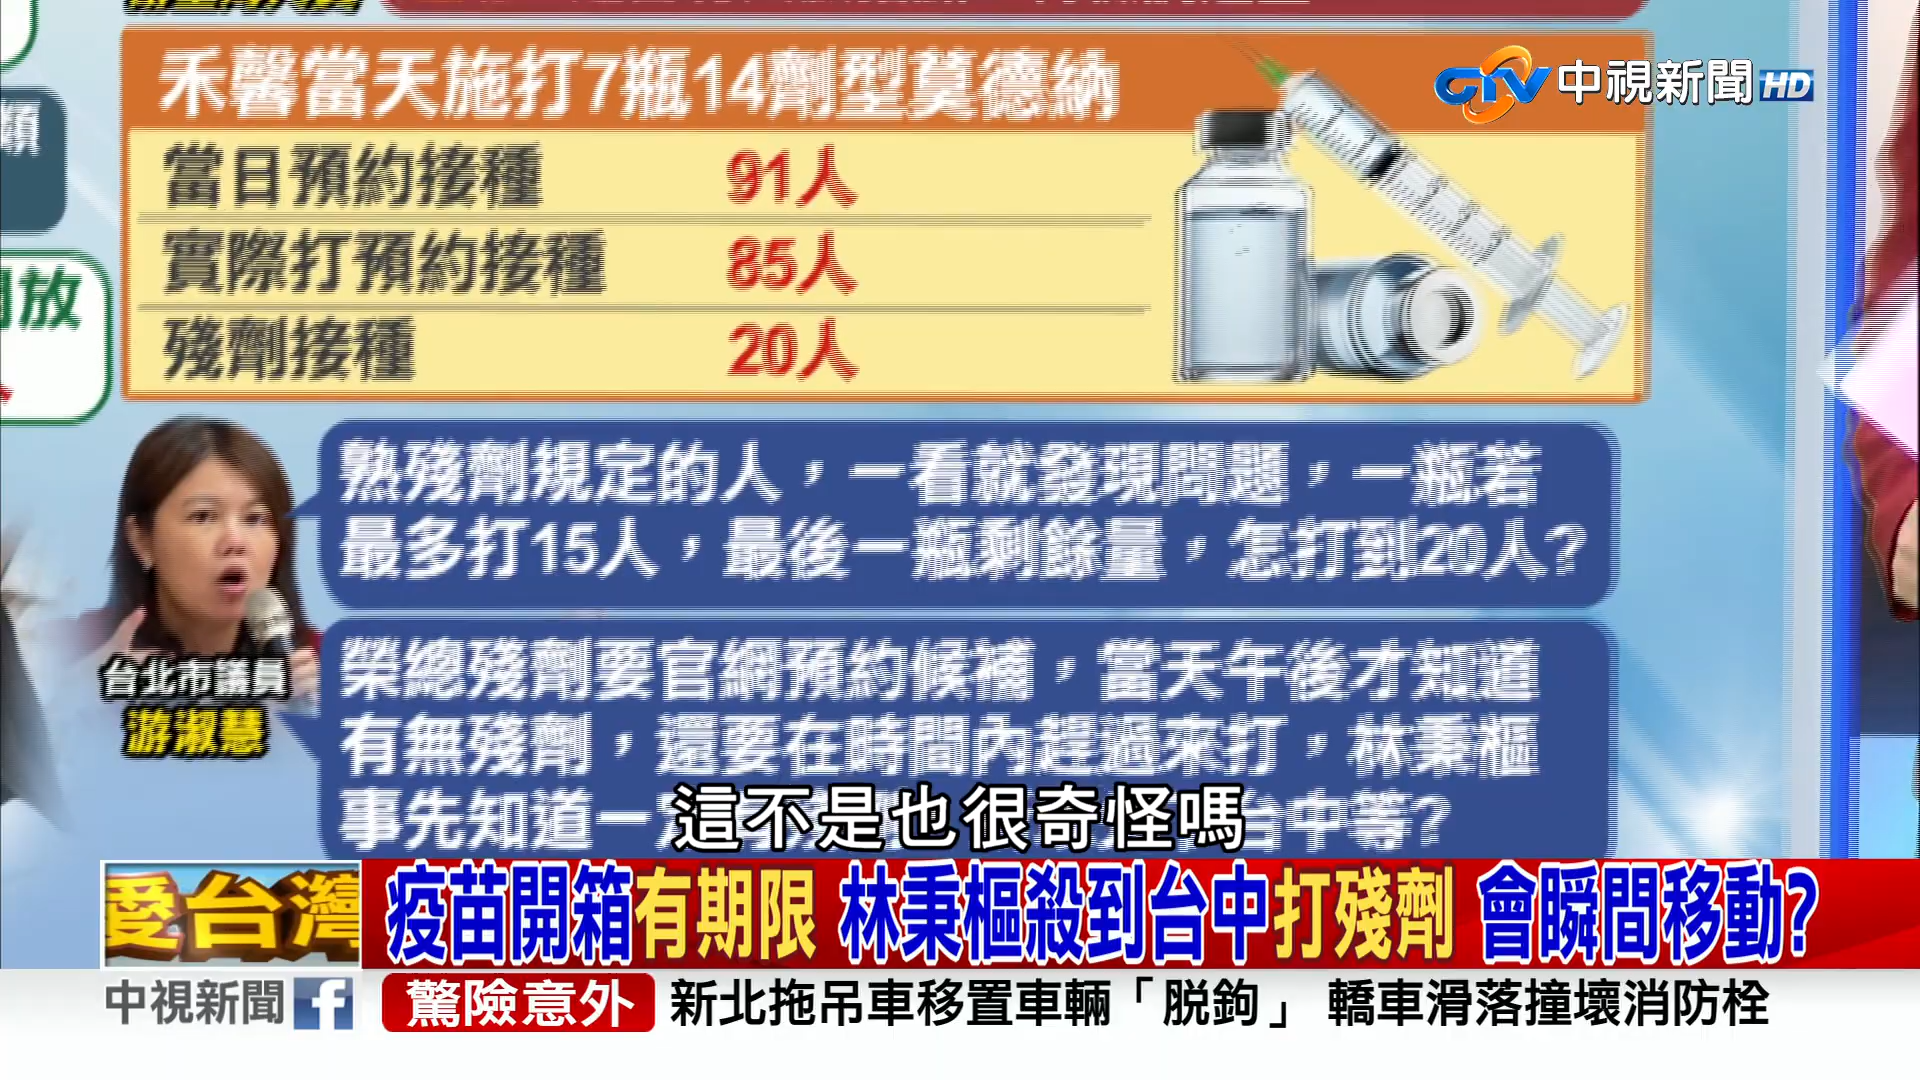 CTV中視新聞HD
禾馨當天施打7瓶14劑型莫德納
當日預約接種 91人
實際打預約接種 85人
殘劑接種 20人
類
放
熟殘劑規定的人，一看就發現問題，一瓶若
最多打15人，最後一瓶剩餘量，怎打到20人?
台北市議員
游淑慧
榮總殘劑要官網預約候補，當天午後才知道
有無殘劑，還要在時間內趕過來打，林秉樞
事先知道一
台中等?
這不是也很奇怪嗎
愛台灣
疫苗開箱有期限 林秉樞殺到台中打殘劑 會瞬間移動?
中視新聞 f
驚險意外 新北拖吊車移置車輛「脫鉤」 轎車滑落撞壞消防栓